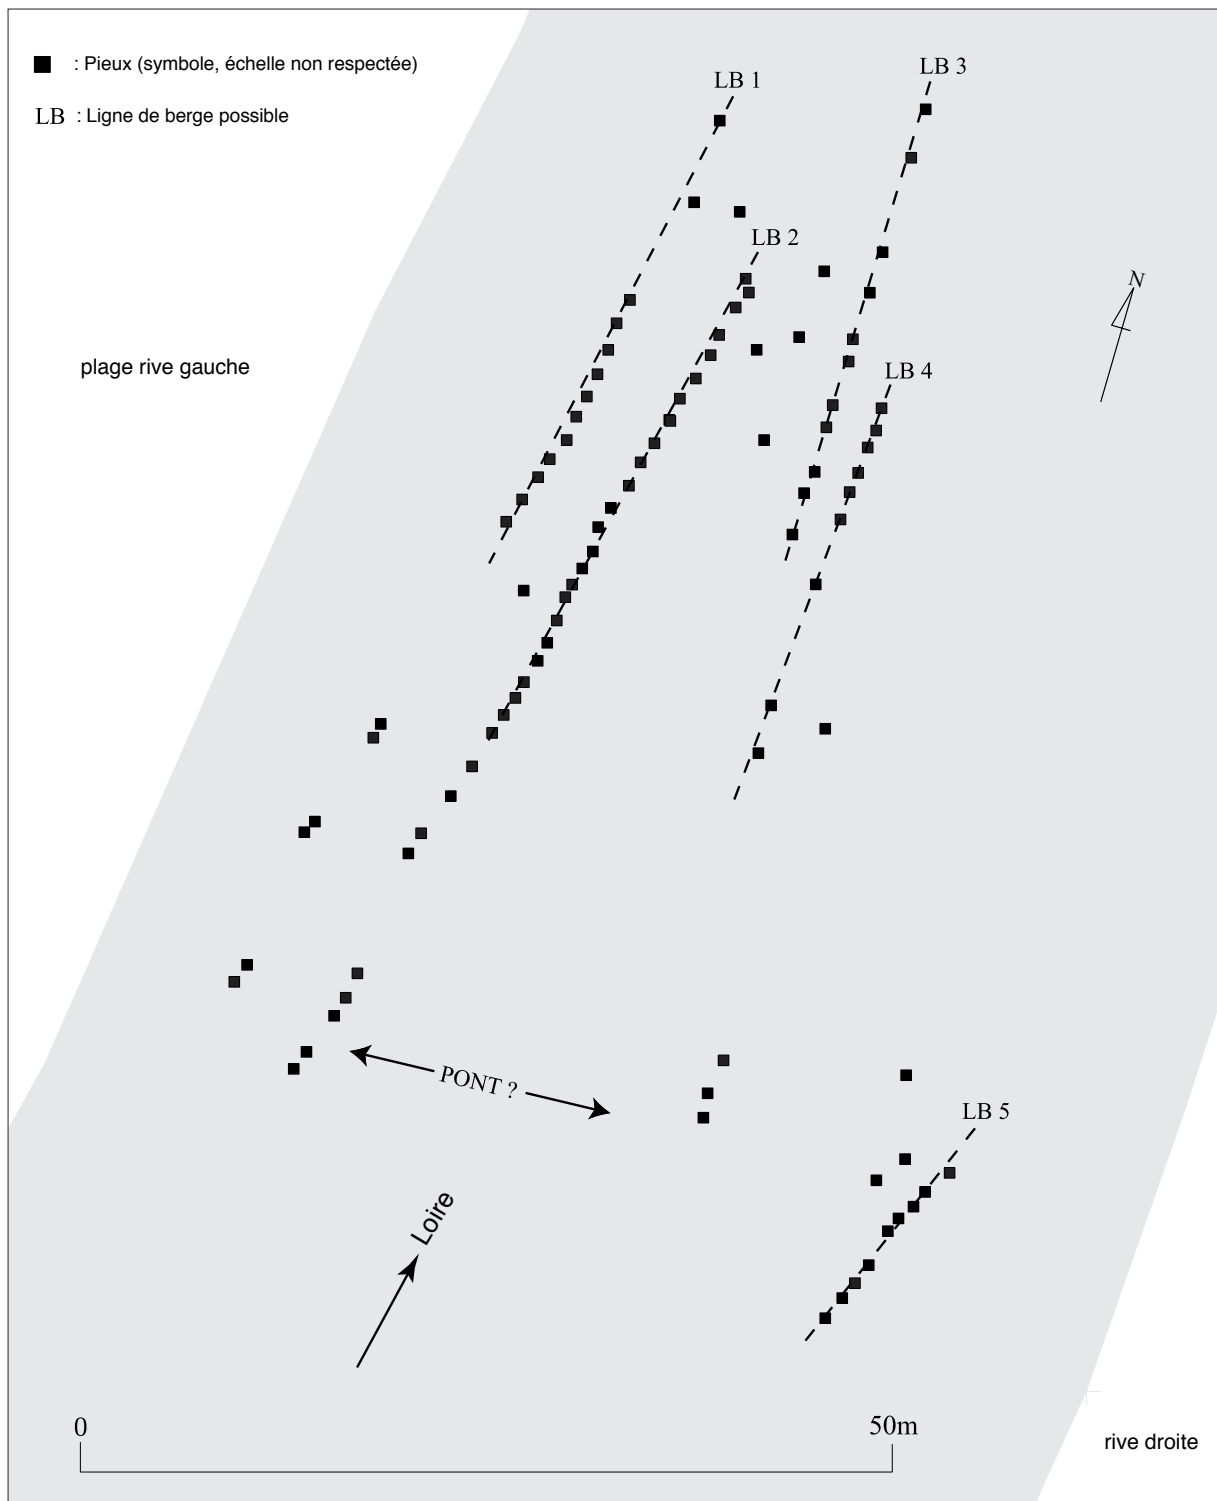 : Pieux (symbole, échelle non respectée)
LB : Ligne de berge possible
LB 1
LB 3
LB 2
N
plage rive gauche
LB 4
PONT ?
LB 5
Loire
0
50m
rive droite